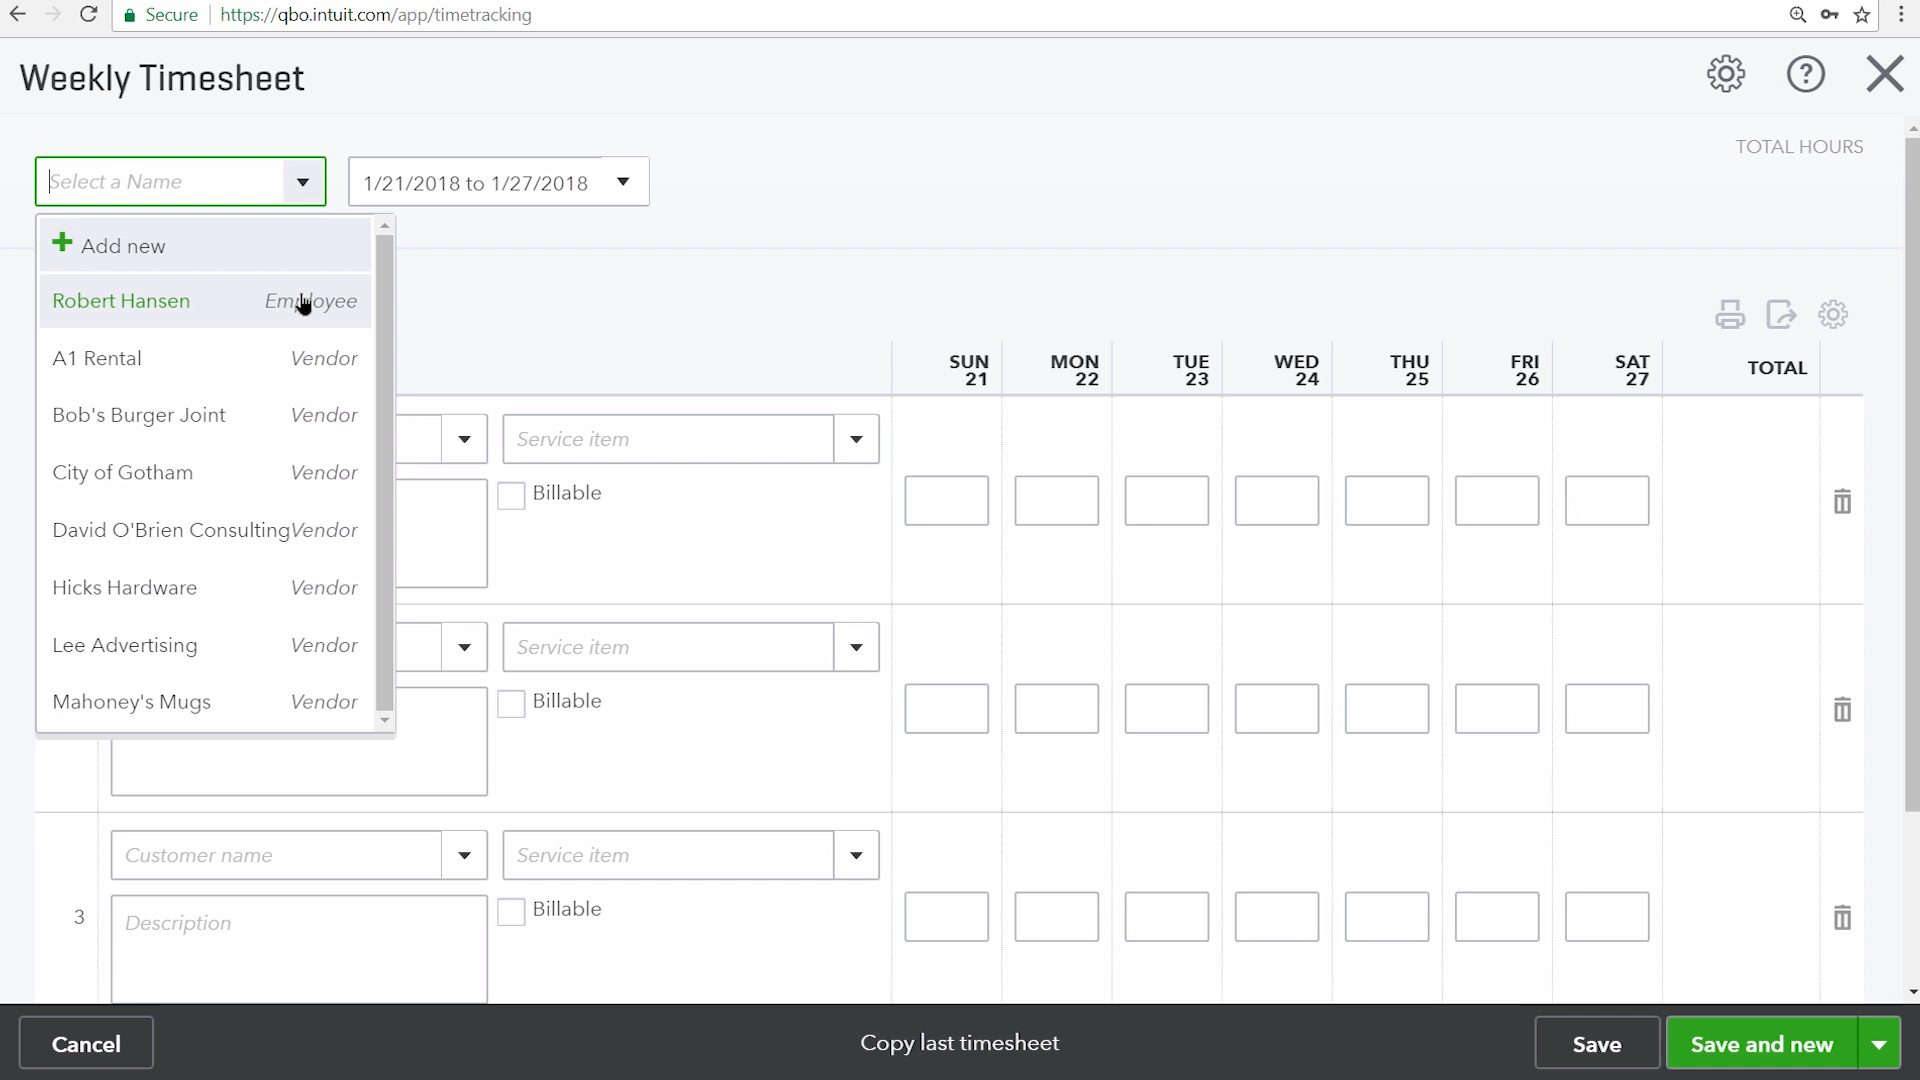 Secure https://qbo.intuit.com/app/timetracking
Weekly Timesheet
TOTAL HOURS
Select a Name
1/21/2018 to 1/27/2018
Add new
Robert Hansen Employee
A1 Rental Vendor
Bob's Burger Joint Vendor
City of Gotham Vendor
David O'Brien Consulting Vendor
Hicks Hardware Vendor
Lee Advertising Vendor
Mahoney's Mugs Vendor
SUN MON TUE WED THU FRI SAT TOTAL
21 22 23 24 25 26 27
Service item
Billable
Service item
Billable
Customer name Service item
Billable
3 Description
Cancel Copy last timesheet Save Save and new